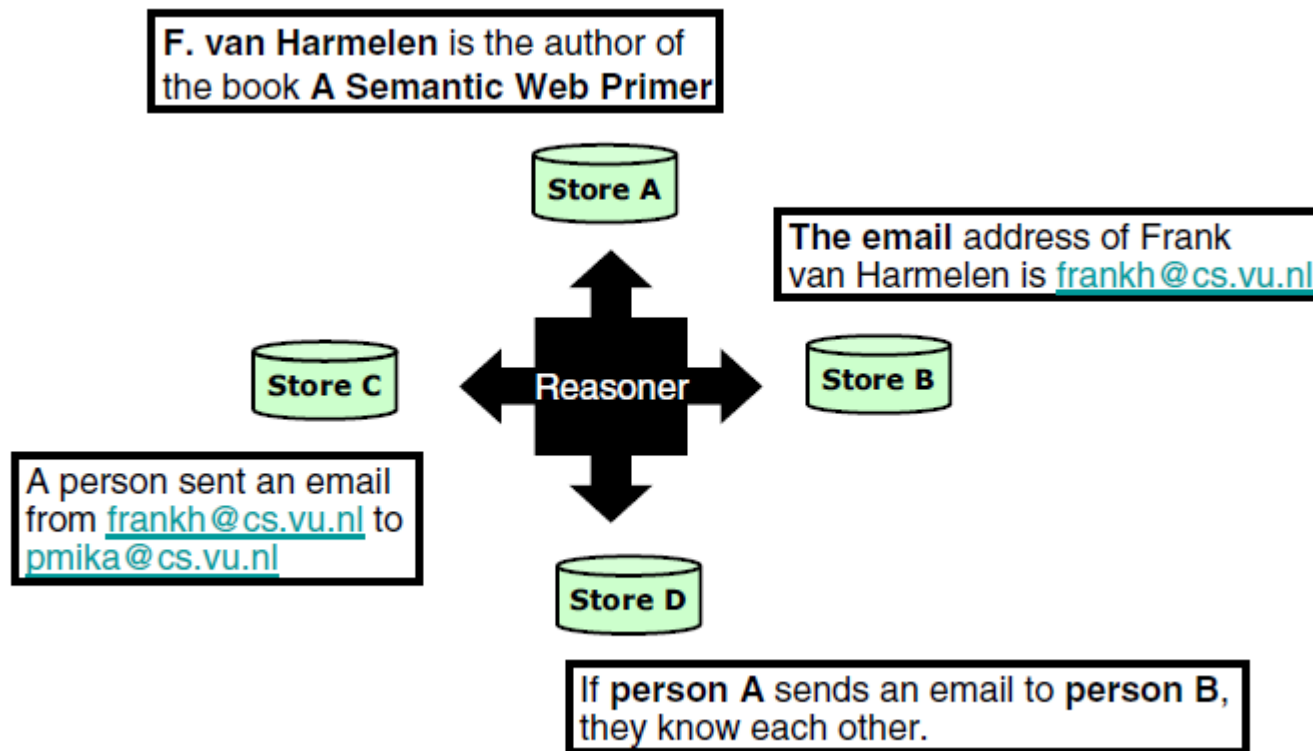 F. van Harmelen is the author of
the book A Semantic Web Primer
Store A
The email address of Frank
van Harmelen is frankh@cs.vu.nl
Store C
Reasoner
Store B
A person sent an email
from frankh@cs.vu.nl to
pmika@cs.vu.nl
Store D
If person A sends an email to person B,
they know each other.